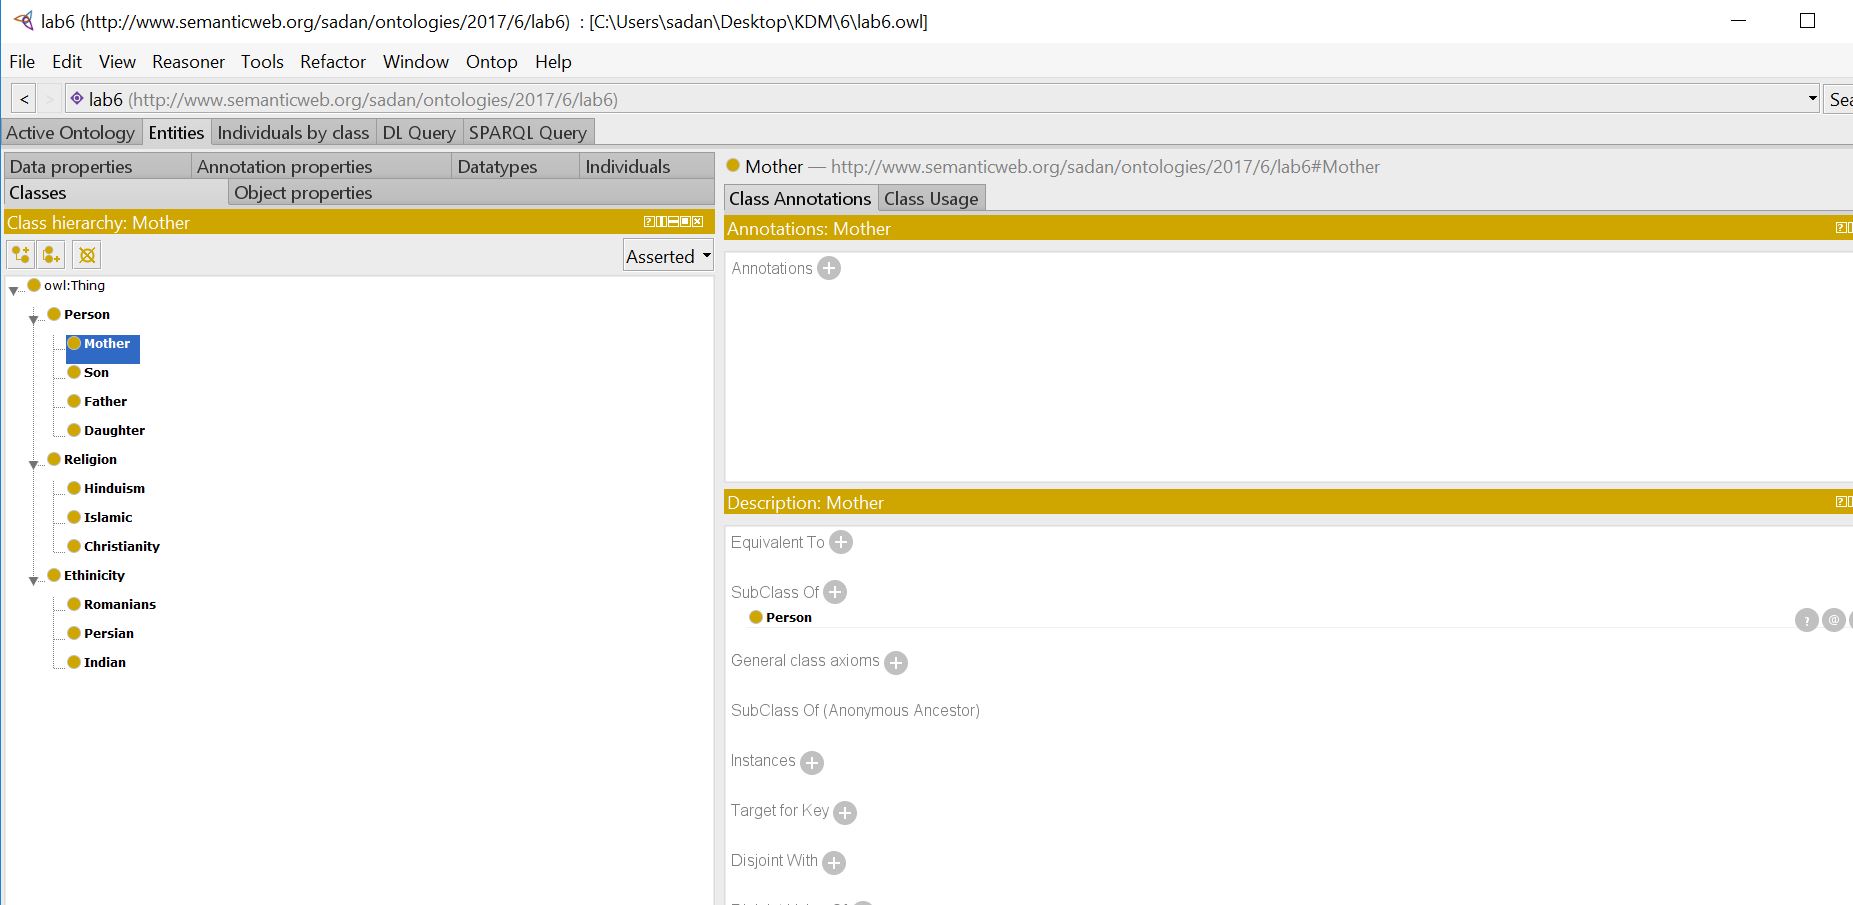 lab6 (http://www.semanticweb.org/sadan/ontologies/2017/6/lab6) : [C:\Users\sadan\Desktop\KDM\6\lab6.owl]
File Edit View Reasoner Tools Refactor Window Ontop Help
< > lab6 (http://www.semanticweb.org/sadan/ontologies/2017/6/lab6) Sea
Active Ontology Entities Individuals by class DL Query SPARQL Query
Data properties Annotation properties Datatypes Individuals
Classes Object properties
Class hierarchy: Mother
Asserted
owl:Thing
Person
Mother
Son
Father
Daughter
Religion
Hinduism
Islamic
Christianity
Ethinicity
Romanians
Persian
Indian
Mother — http://www.semanticweb.org/sadan/ontologies/2017/6/lab6#Mother
Class Annotations Class Usage
Annotations: Mother
Annotations
Description: Mother
Equivalent To
SubClass Of
Person
? @
General class axioms
SubClass Of (Anonymous Ancestor)
Instances
Target for Key
Disjoint With